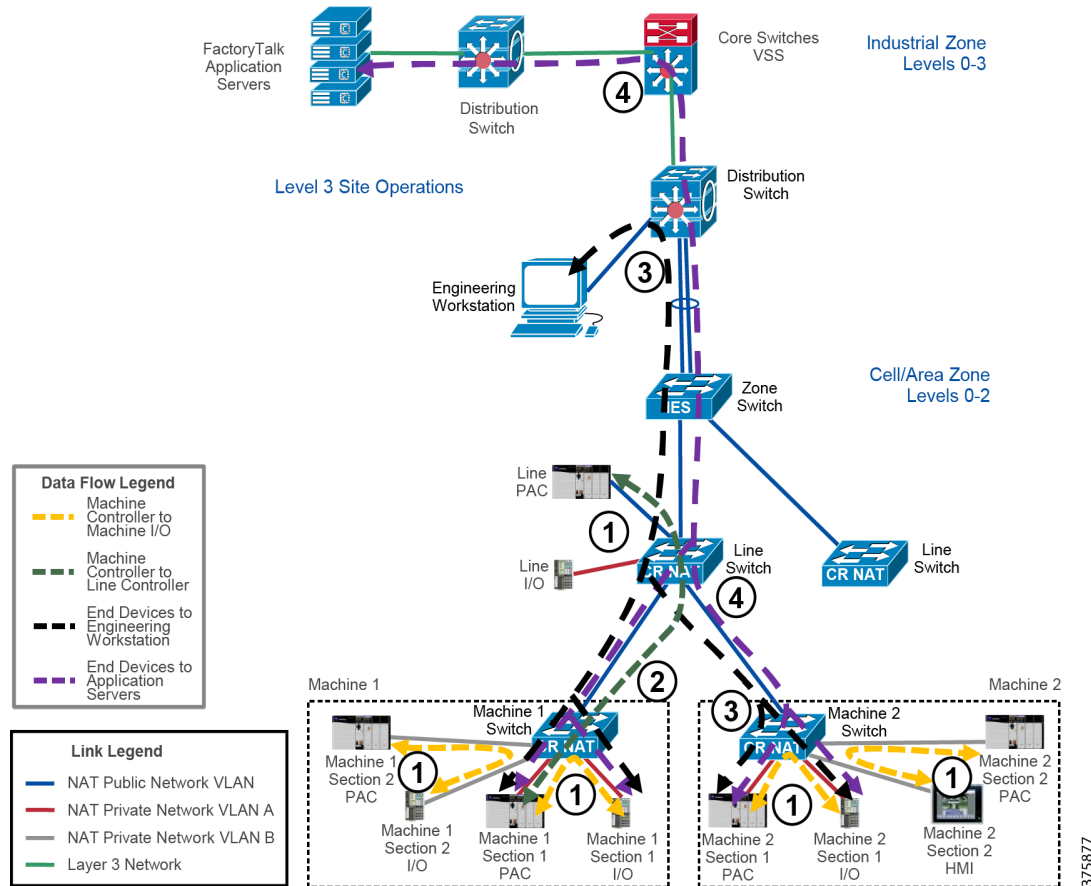 FactoryTalk
Application
Servers
Distribution
Switch
4
Core Switches
VSS
Industrial Zone
Levels 0-3
Level 3 Site Operations
Distribution
Switch
3
Engineering
Workstation
IES
Zone
Switch
Cell/Area Zone
Levels 0-2
Line
PAC
1
Line
I/O
CR NAT
Line
Switch
4
CR NAT
Line
Switch
Data Flow Legend
Machine
Controller to
Machine I/O
Machine
Controller to
Line Controller
End Devices to
Engineering
Workstation
End Devices to
Application
Servers
Link Legend
NAT Public Network VLAN
NAT Private Network VLAN A
NAT Private Network VLAN B
Layer 3 Network
2
Machine 1
Machine 1
Switch
CR NAT
Machine 1
Section 2
PAC
1
Machine 1
Section 2
I/O
Machine 1
Section 1
PAC
1
Machine 1
Section 1
I/O
Machine 2
3
Machine 2
Switch
CR NAT
Machine 2
Section 2
PAC
1
Machine 2
Section 1
PAC
1
Machine 2
Section 1
I/O
Machine 2
Section 2
HMI
375877